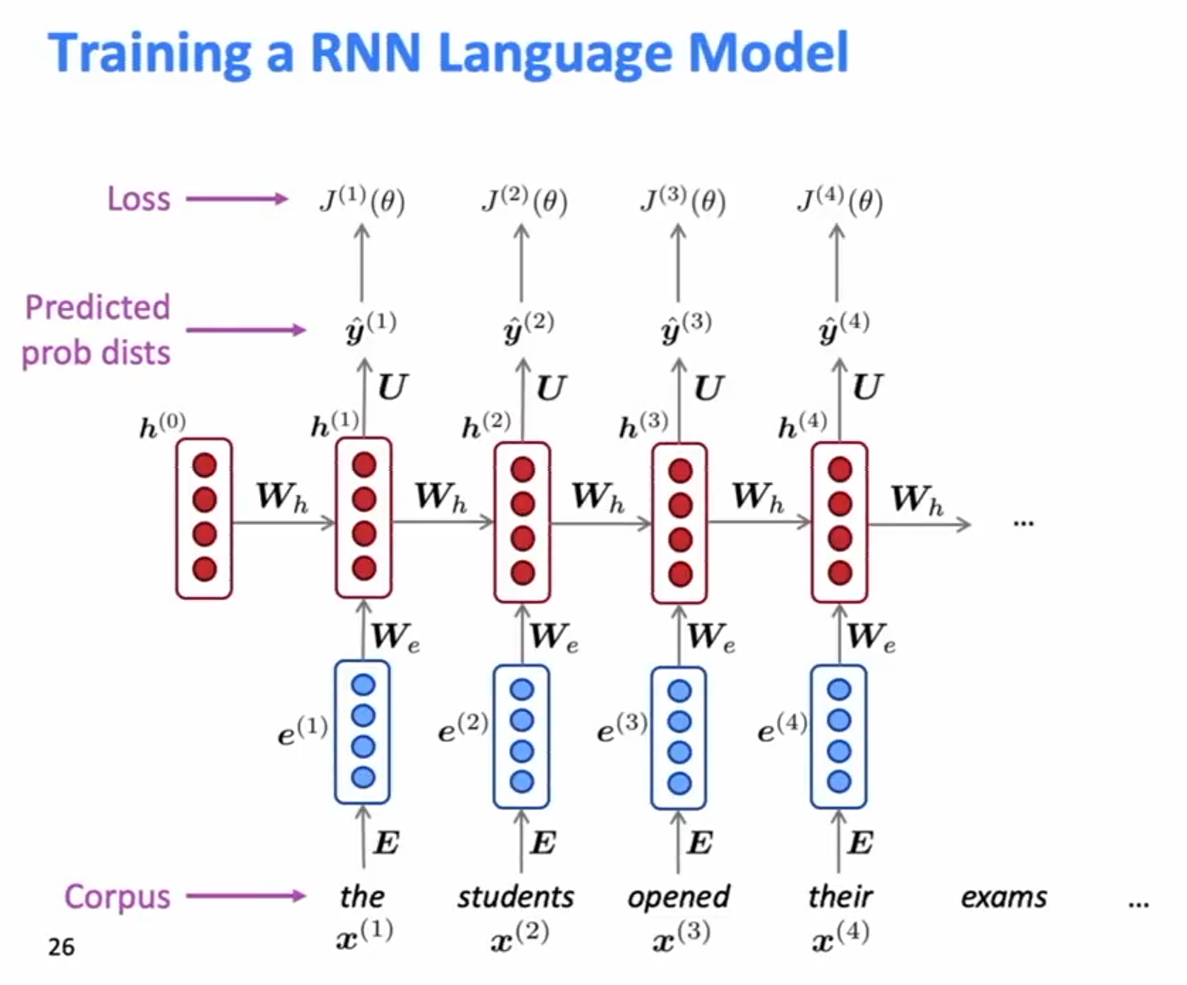 Training a RNN Language Model
Loss J⁽¹⁾(θ) J⁽²⁾(θ) J⁽³⁾(θ) J⁽⁴⁾(θ)
Predicted
prob dists ŷ⁽¹⁾ ŷ⁽²⁾ ŷ⁽³⁾ ŷ⁽⁴⁾
U U U U
h⁽⁰⁾ h⁽¹⁾ h⁽²⁾ h⁽³⁾ h⁽⁴⁾
Wₕ Wₕ Wₕ Wₕ Wₕ ...
Wₑ Wₑ Wₑ Wₑ
e⁽¹⁾ e⁽²⁾ e⁽³⁾ e⁽⁴⁾
E E E E
Corpus the students opened their exams ...
x⁽¹⁾ x⁽²⁾ x⁽³⁾ x⁽⁴⁾
26